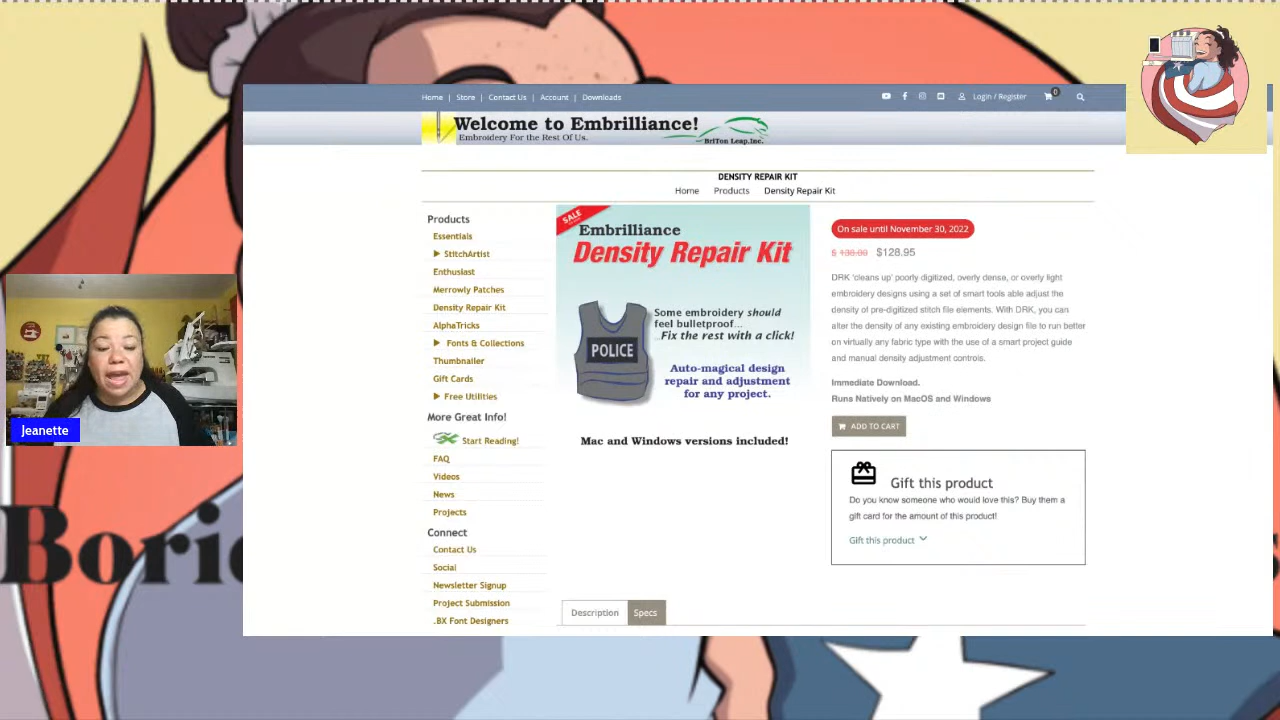 Home | Store | Contact Us | Account | Downloads
Login / Register
0
Welcome to Embrilliance!
Embroidery For the Rest Of Us.
BriTon Leap,Inc.
DENSITY REPAIR KIT
Home Products Density Repair Kit
Products
Essentials
StitchArtist
Enthusiast
Merrowly Patches
Density Repair Kit
AlphaTricks
Fonts & Collections
Thumbnailer
Gift Cards
Free Utilities
More Great Info!
Start Reading!
FAQ
Videos
News
Projects
Connect
Contact Us
Social
Newsletter Signup
Project Submission
.BX Font Designers
SALE
Embrilliance
Density Repair Kit
Some embroidery should
feel bulletproof...
...Fix the rest with a click!
POLICE
Auto-magical design
repair and adjustment
for any project.
Mac and Windows versions included!
On sale until November 30, 2022
$ 138.00 $128.95
DRK 'cleans up' poorly digitized, overly dense, or overly light
embroidery designs using a set of smart tools able adjust the
density of pre-digitized stitch file elements. With DRK, you can
alter the density of any existing embroidery design file to run better
on virtually any fabric type with the use of a smart project guide
and manual density adjustment controls.
Immediate Download.
Runs Natively on MacOS and Windows
ADD TO CART
Gift this product
Do you know someone who would love this? Buy them a
gift card for the amount of this product!
Gift this product
Description Specs
Jeanette
Boric